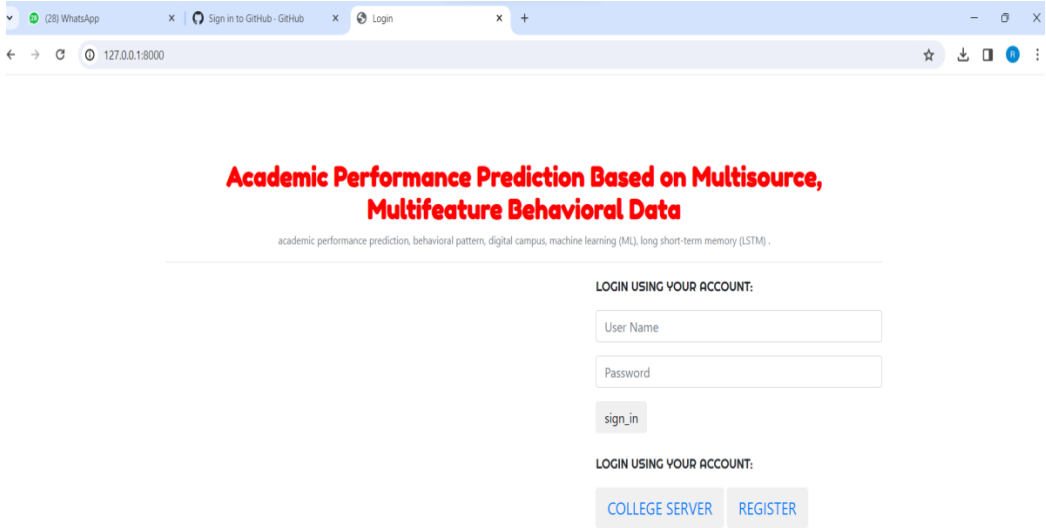 (28) WhatsApp
Sign in to GitHub · GitHub
Login
127.0.0.1:8000
R
Academic Performance Prediction Based on Multisource,
Multifeature Behavioral Data
academic performance prediction, behavioral pattern, digital campus, machine learning (ML), long short-term memory (LSTM) .
LOGIN USING YOUR ACCOUNT:
User Name
Password
sign_in
LOGIN USING YOUR ACCOUNT:
COLLEGE SERVER
REGISTER